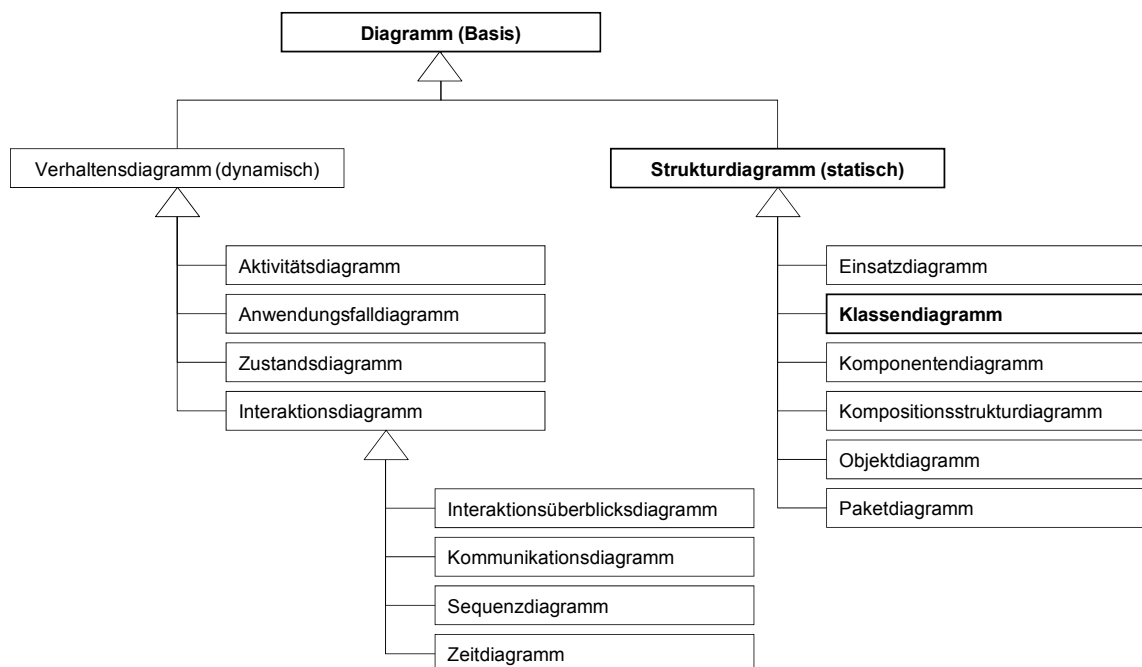 Diagramm (Basis)
Verhaltensdiagramm (dynamisch)
Strukturdiagramm (statisch)
Aktivitätsdiagramm
Anwendungsfalldiagramm
Zustandsdiagramm
Interaktionsdiagramm
Interaktionsüberblicksdiagramm
Kommunikationsdiagramm
Sequenzdiagramm
Zeitdiagramm
Einsatzdiagramm
Klassendiagramm
Komponentendiagramm
Kompositionsstrukturdiagramm
Objektdiagramm
Paketdiagramm